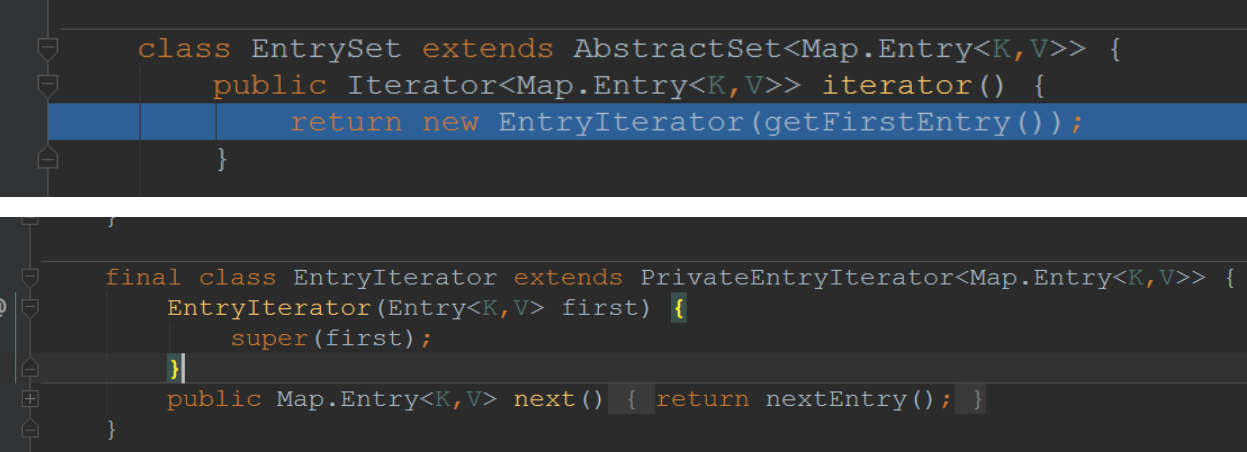 class EntrySet extends AbstractSet<Map.Entry<K,V>> {
public Iterator<Map.Entry<K,V>> iterator() {
return new EntryIterator(getFirstEntry());
}
}
final class EntryIterator extends PrivateEntryIterator<Map.Entry<K,V>> {
EntryIterator(Entry<K,V> first) {
super(first);
}
public Map.Entry<K,V> next() { return nextEntry(); }
}